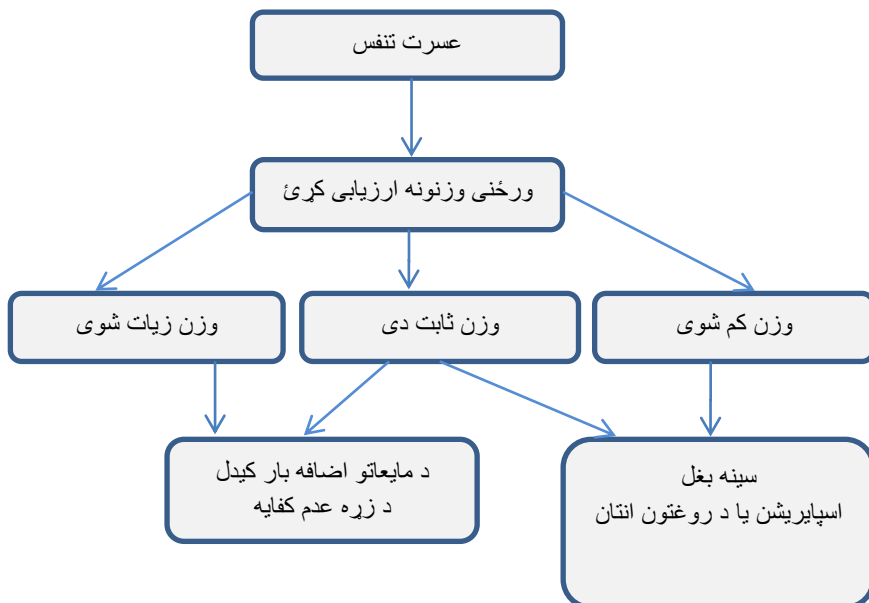 عسرت تنفس
ورځنی وزنونه ارزیابی کړئ
وزن کم شوی
وزن ثابت دی
وزن زیات شوی
سینه بغل
اسپایریشن یا د روغتون انتان
د مایعاتو اضافه بار کیدل
د زړه عدم کفایه